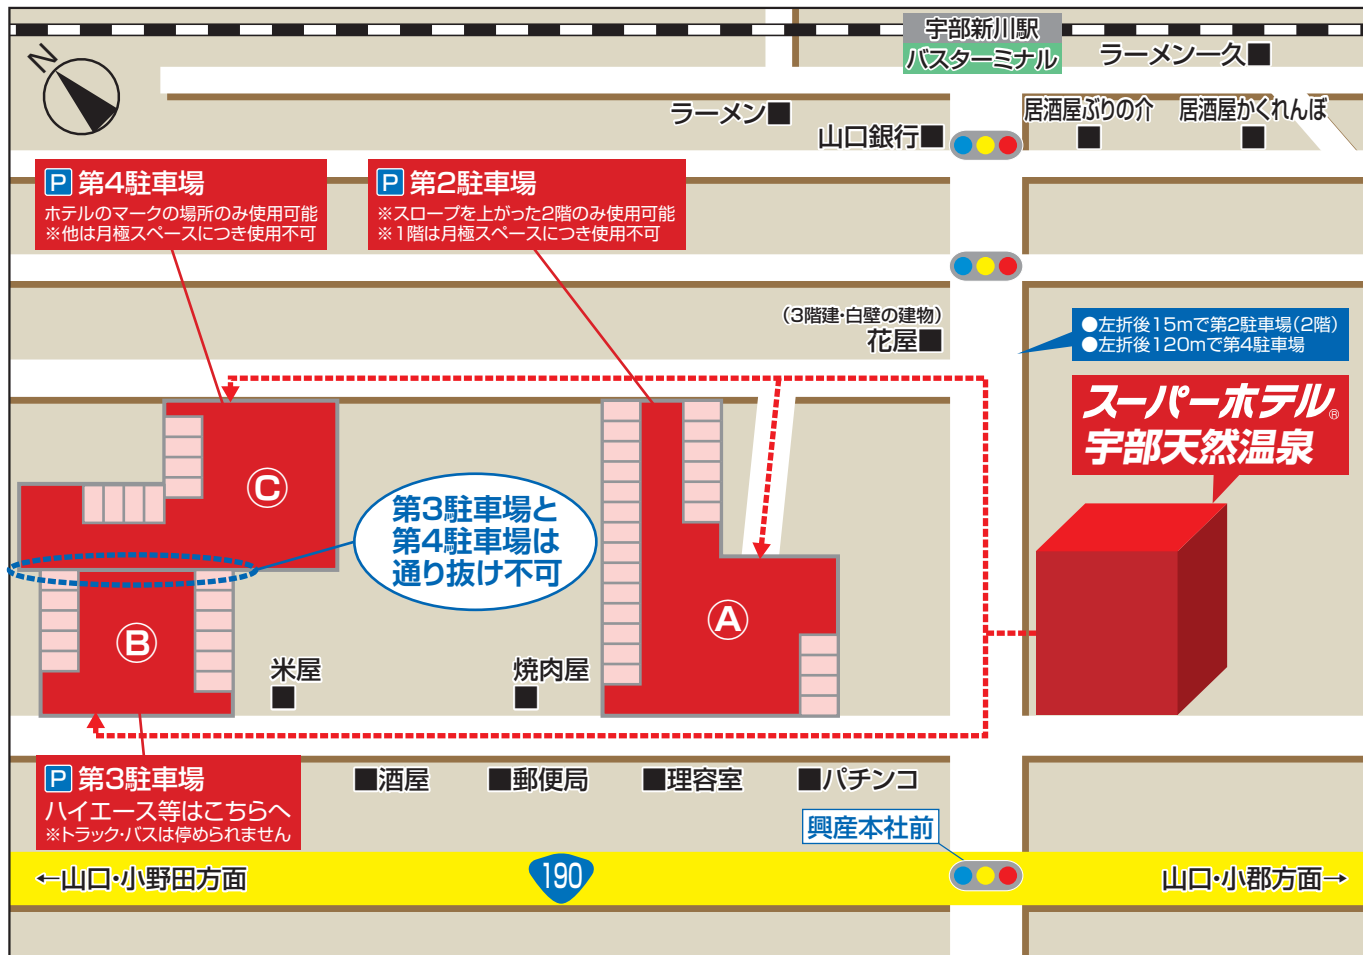 宇部新川駅
バスターミナル
ラーメン一久■
N
ラーメン■
山口銀行■
居酒屋ぶりの介
居酒屋かくれんぼ
P 第4駐車場
ホテルのマークの場所のみ使用可能
※他は月極スペースにつき使用不可
P 第2駐車場
※スロープを上がった2階のみ使用可能
※1階は月極スペースにつき使用不可
(3階建・白壁の建物)
花屋■
●左折後15mで第2駐車場(2階)
●左折後120mで第4駐車場
スーパーホテル®
宇部天然温泉
C
第3駐車場と
第4駐車場は
通り抜け不可
A
B
米屋
焼肉屋
P 第3駐車場
ハイエース等はこちらへ
※トラック・バスは停められません
■酒屋
■郵便局
■理容室
■パチンコ
興産本社前
←山口・小野田方面
190
山口・小郡方面→